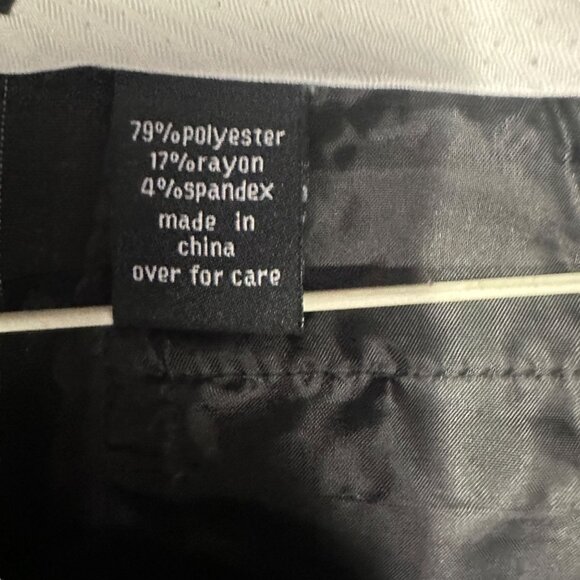 79%polyester
17%rayon
4%spandex
made in
china
over for care